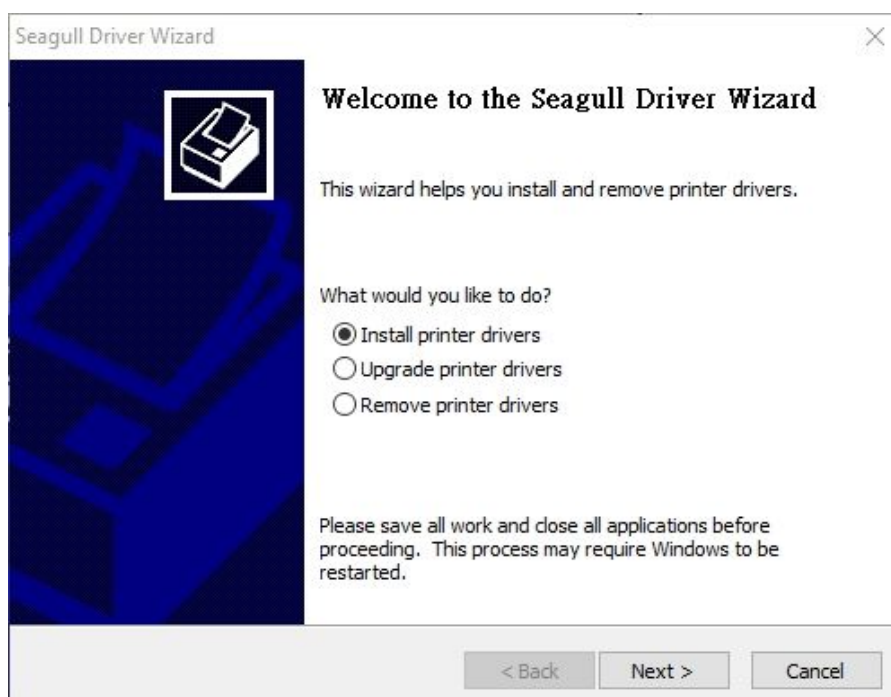 Seagull Driver Wizard
Welcome to the Seagull Driver Wizard
This wizard helps you install and remove printer drivers.
What would you like to do?
Install printer drivers
Upgrade printer drivers
Remove printer drivers
Please save all work and close all applications before
proceeding.  This process may require Windows to be
restarted.
< Back Next > Cancel